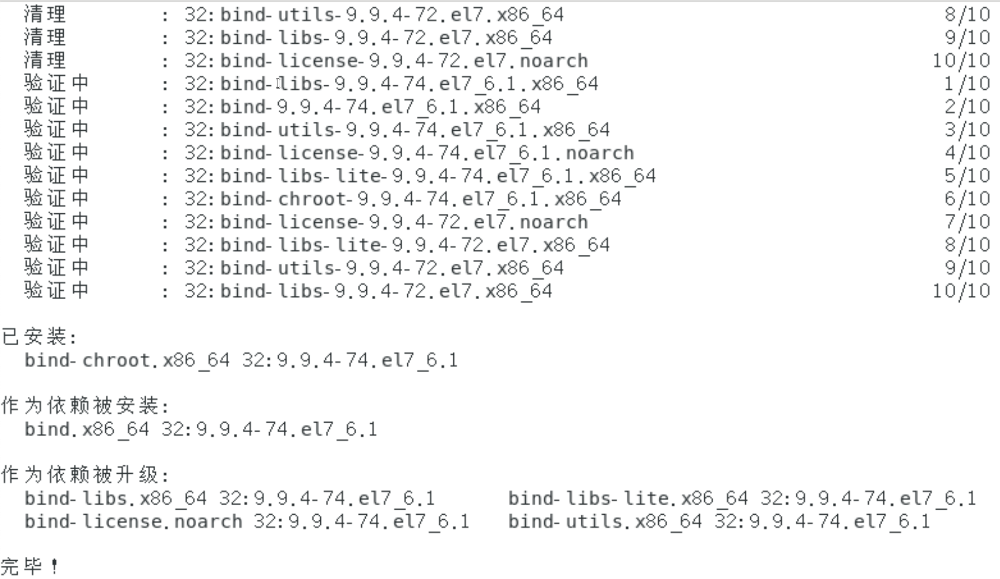 清理 : 32:bind-utils-9.9.4-72.el7.x86_64 8/10
清理 : 32:bind-libs-9.9.4-72.el7.x86_64 9/10
清理 : 32:bind-license-9.9.4-72.el7.noarch 10/10
验证中 : 32:bind-libs-9.9.4-74.el7_6.1.x86_64 1/10
验证中 : 32:bind-9.9.4-74.el7_6.1.x86_64 2/10
验证中 : 32:bind-utils-9.9.4-74.el7_6.1.x86_64 3/10
验证中 : 32:bind-license-9.9.4-74.el7_6.1.noarch 4/10
验证中 : 32:bind-libs-lite-9.9.4-74.el7_6.1.x86_64 5/10
验证中 : 32:bind-chroot-9.9.4-74.el7_6.1.x86_64 6/10
验证中 : 32:bind-license-9.9.4-72.el7.noarch 7/10
验证中 : 32:bind-libs-lite-9.9.4-72.el7.x86_64 8/10
验证中 : 32:bind-utils-9.9.4-72.el7.x86_64 9/10
验证中 : 32:bind-libs-9.9.4-72.el7.x86_64 10/10
已安装:
bind-chroot.x86_64 32:9.9.4-74.el7_6.1
作为依赖被安装:
bind.x86_64 32:9.9.4-74.el7_6.1
作为依赖被升级:
bind-libs.x86_64 32:9.9.4-74.el7_6.1 bind-libs-lite.x86_64 32:9.9.4-74.el7_6.1
bind-license.noarch 32:9.9.4-74.el7_6.1 bind-utils.x86_64 32:9.9.4-74.el7_6.1
完毕！